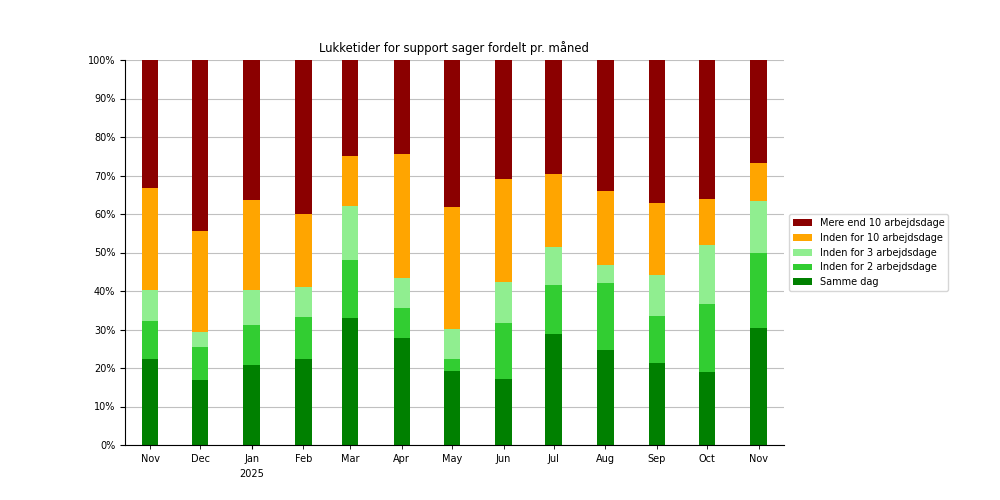 Lukketider for support sager fordelt pr. måned
100%
90%
80%
70%
60%
50%
40%
30%
20%
10%
0%
Nov Dec Jan Feb Mar Apr May Jun Jul Aug Sep Oct Nov
2025
Mere end 10 arbejdsdage
Inden for 10 arbejdsdage
Inden for 3 arbejdsdage
Inden for 2 arbejdsdage
Samme dag